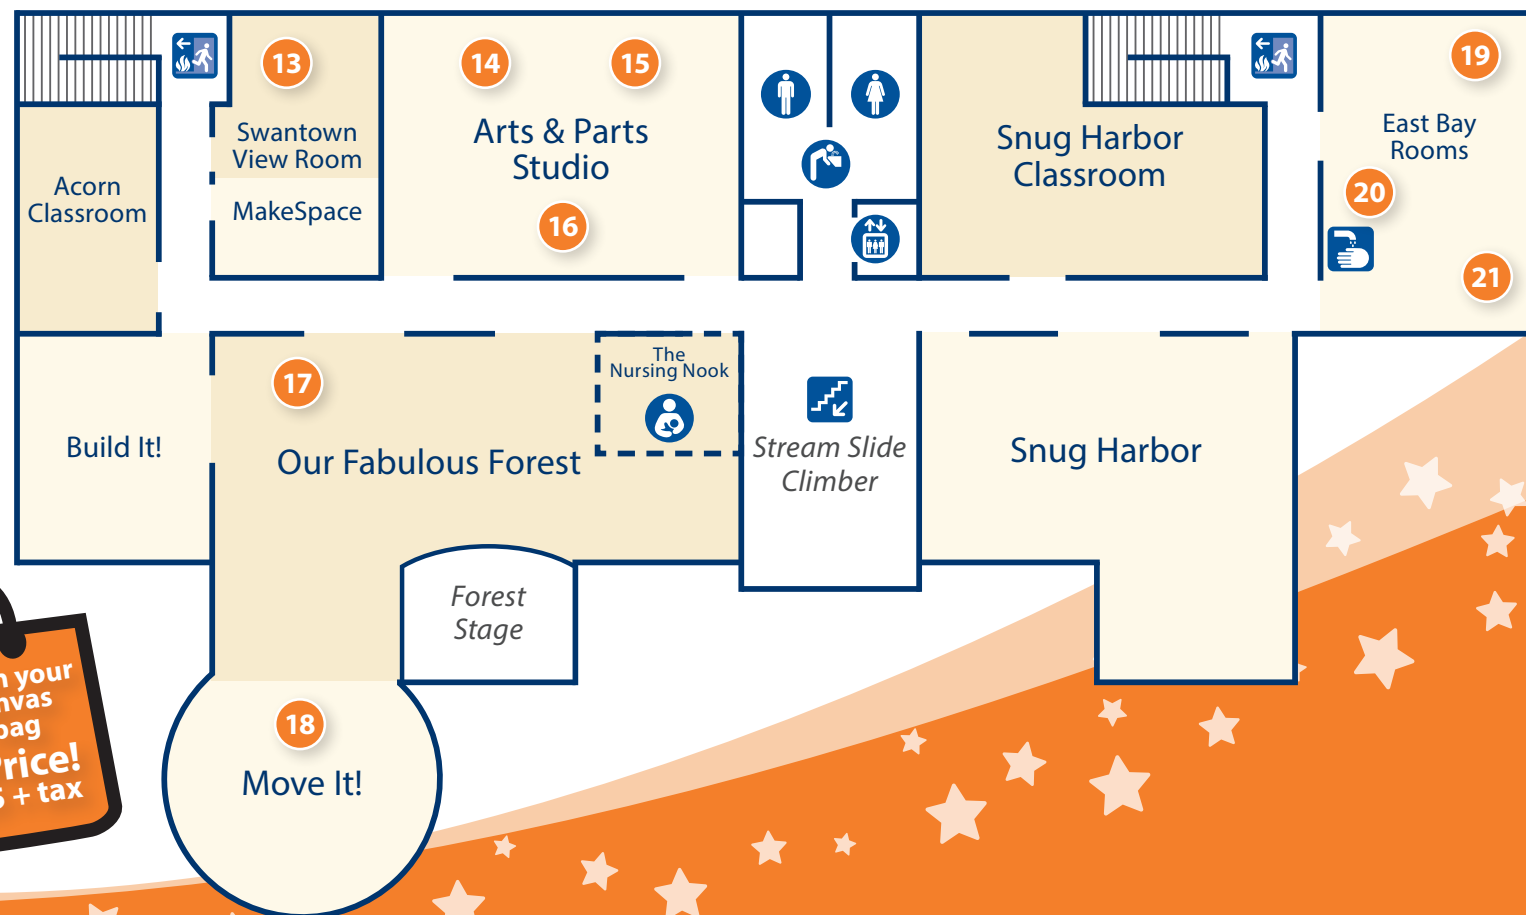 13
14
15
19
Swantown
View Room
Arts & Parts
Studio
Snug Harbor
Classroom
East Bay
Rooms
Acorn
Classroom
MakeSpace
16
20
21
17
The
Nursing Nook
Build It!
Our Fabulous Forest
Stream Slide
Climber
Snug Harbor
Forest
Stage
your
bag
+ tax
18
Move It!